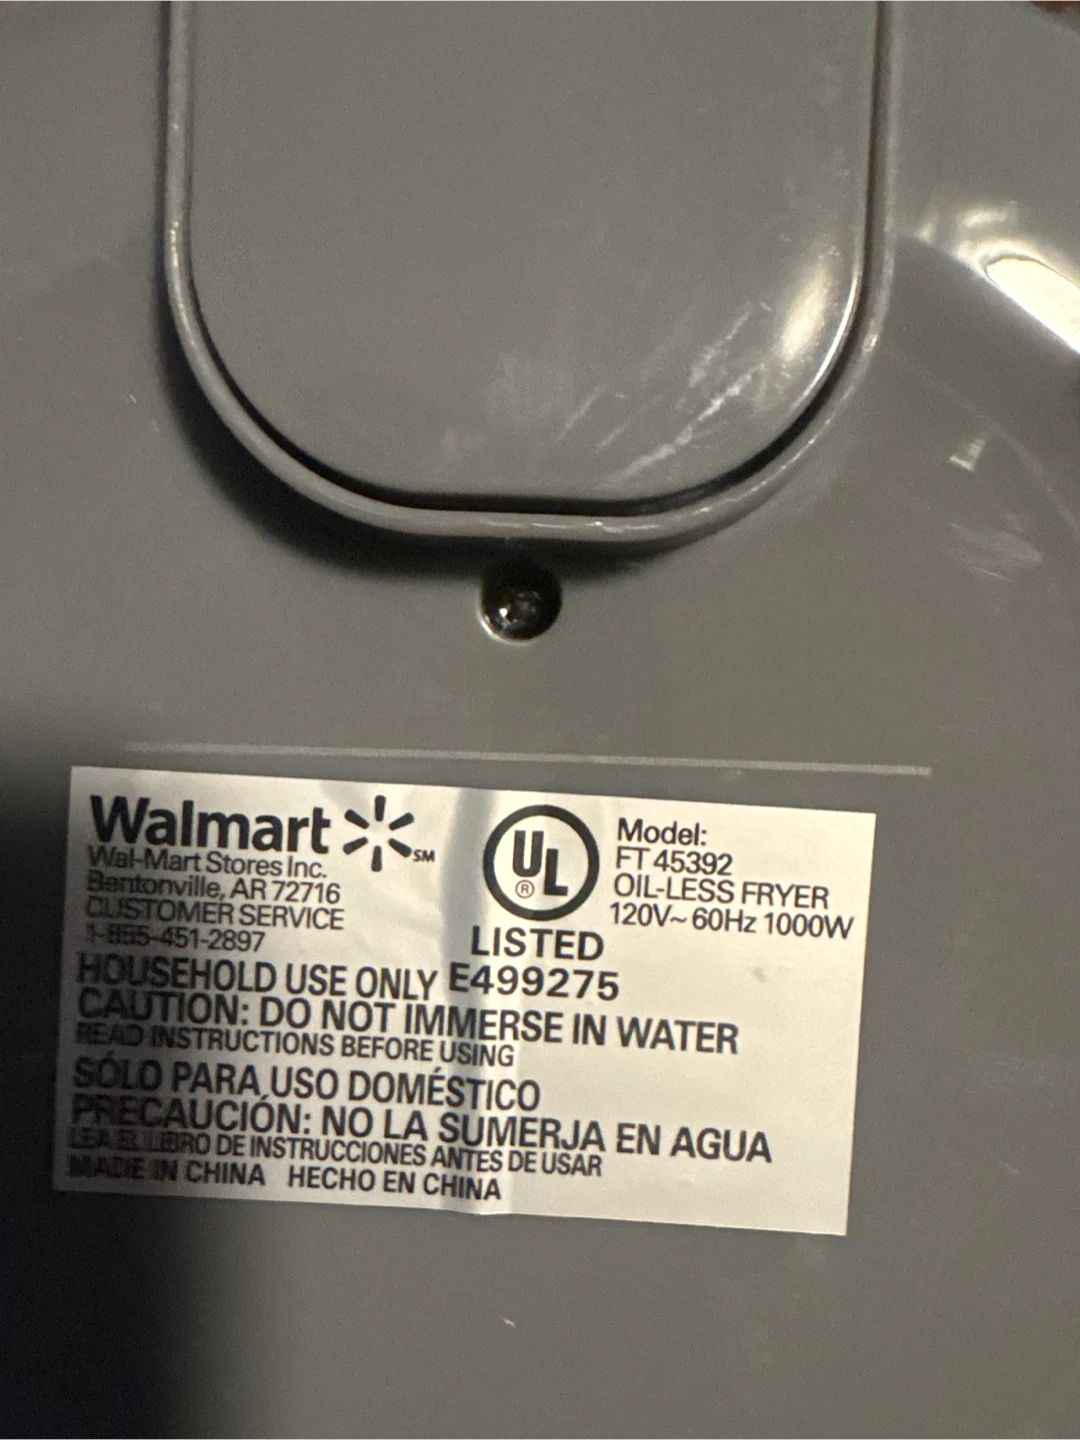 Walmart SM
Wal-Mart Stores Inc.
Bentonville, AR 72716
CUSTOMER SERVICE
1-855-451-2897
UL ®
LISTED
E499275
Model:
FT 45392
OIL-LESS FRYER
120V~ 60Hz 1000W
HOUSEHOLD USE ONLY
CAUTION: DO NOT IMMERSE IN WATER
READ INSTRUCTIONS BEFORE USING
SÓLO PARA USO DOMÉSTICO
PRECAUCIÓN: NO LA SUMERJA EN AGUA
LEA EL LIBRO DE INSTRUCCIONES ANTES DE USAR
MADE IN CHINA HECHO EN CHINA